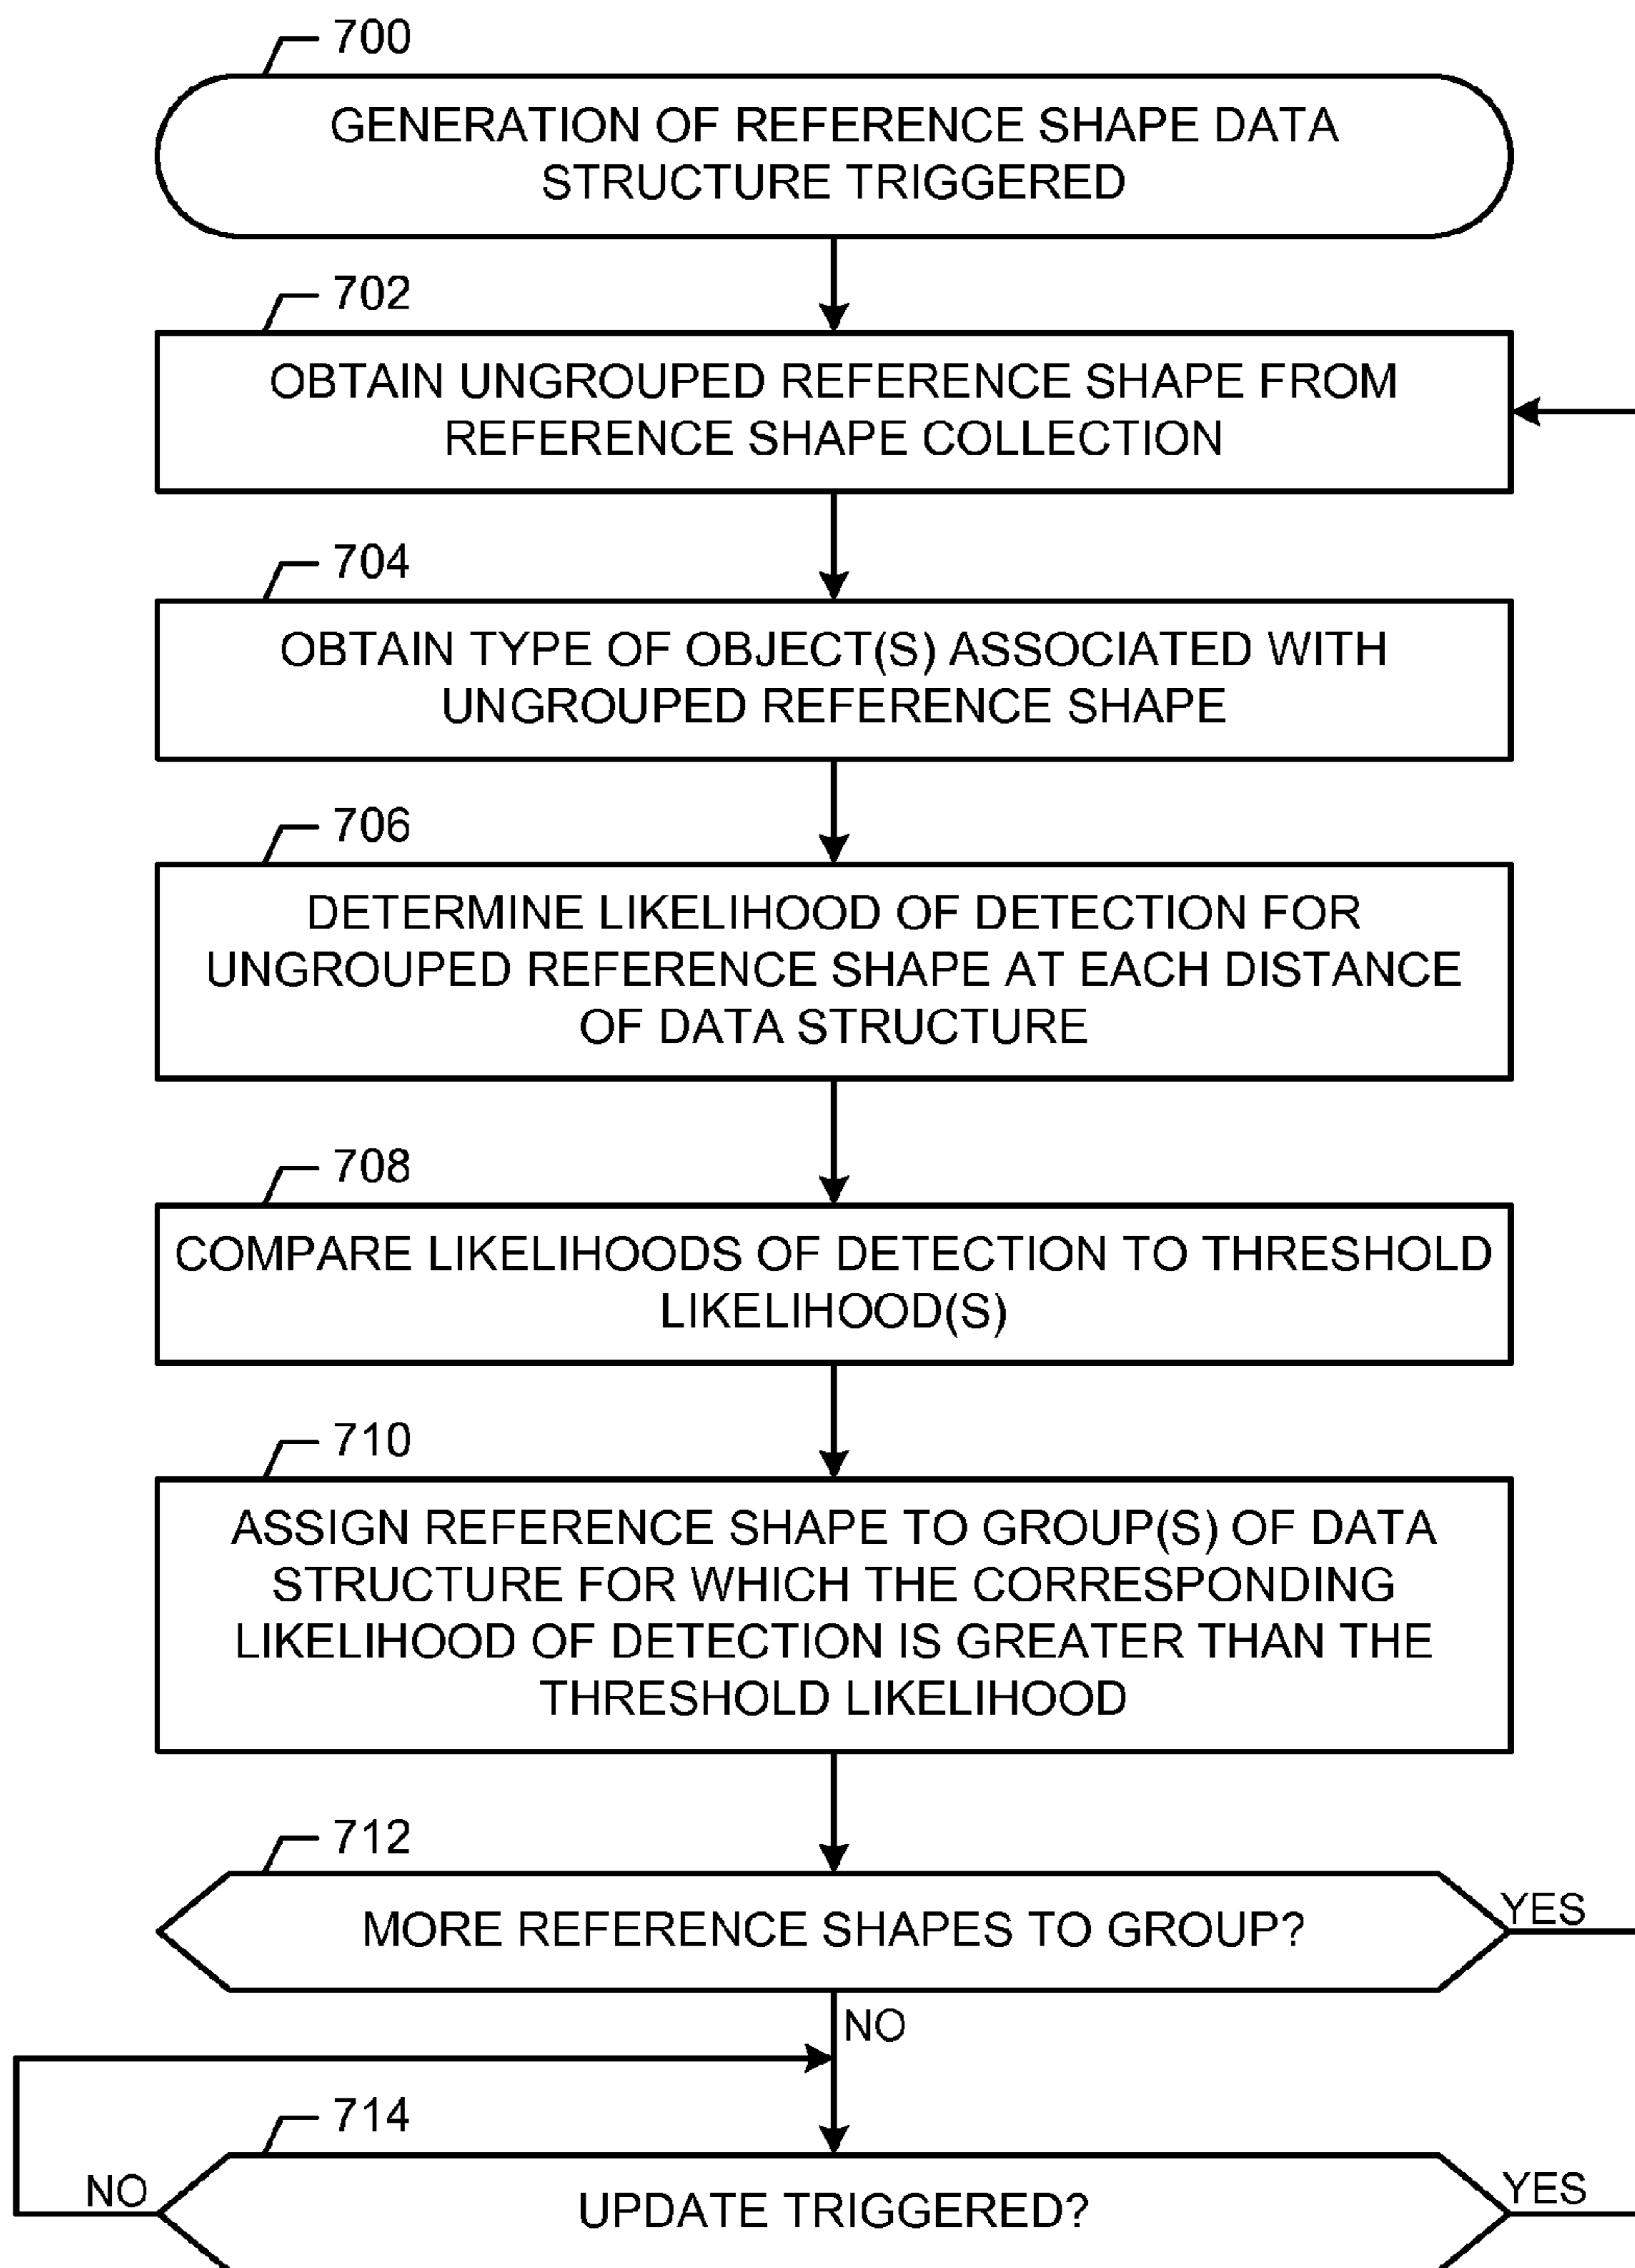 700
GENERATION OF REFERENCE SHAPE DATA
STRUCTURE TRIGGERED
702
OBTAIN UNGROUPED REFERENCE SHAPE FROM
REFERENCE SHAPE COLLECTION
704
OBTAIN TYPE OF OBJECT(S) ASSOCIATED WITH
UNGROUPED REFERENCE SHAPE
706
DETERMINE LIKELIHOOD OF DETECTION FOR
UNGROUPED REFERENCE SHAPE AT EACH DISTANCE
OF DATA STRUCTURE
708
COMPARE LIKELIHOODS OF DETECTION TO THRESHOLD
LIKELIHOOD(S)
710
ASSIGN REFERENCE SHAPE TO GROUP(S) OF DATA
STRUCTURE FOR WHICH THE CORRESPONDING
LIKELIHOOD OF DETECTION IS GREATER THAN THE
THRESHOLD LIKELIHOOD
712
MORE REFERENCE SHAPES TO GROUP?
YES
NO
714
NO
UPDATE TRIGGERED?
YES